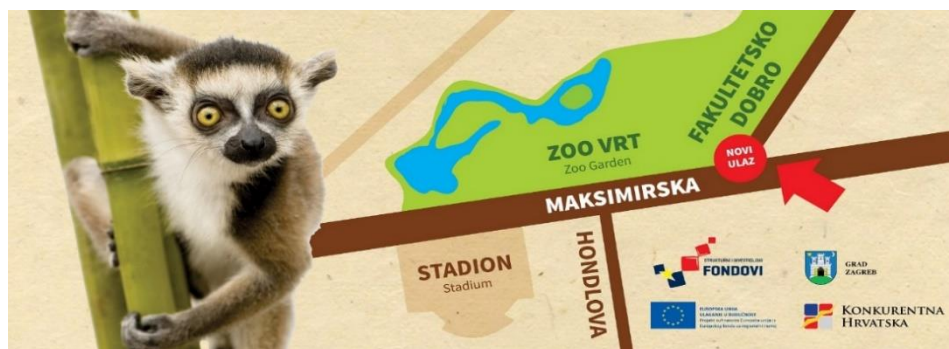 FAKULTETSKO
DOBRO
ZOO VRT
Zoo Garden
NOVI
ULAZ
MAKSIMIRSKA
STADION
Stadium
HONDLOVA
FONDOVI
GRAD
ZAGREB
KONKURENTNA
HRVATSKA